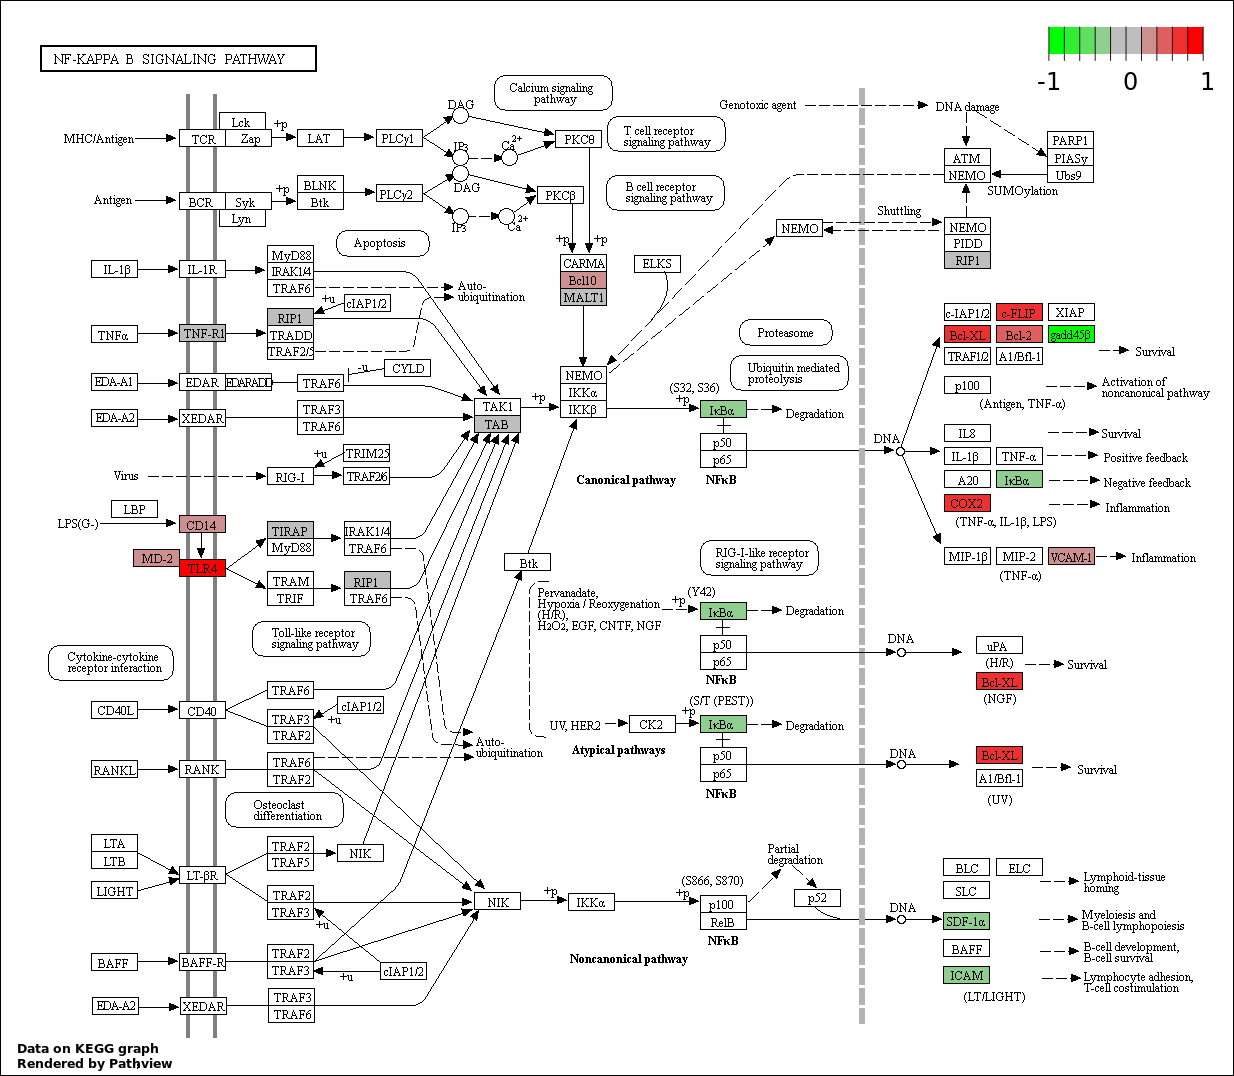 NF-KAPPA B SIGNALING PATHWAY
-1 0 1
Calcium signaling
pathway
T cell receptor
signaling pathway
B cell receptor
signaling pathway
Apoptosis
Proteasome
Ubiquitin mediated
proteolysis
MHC/Antigen
TCR
Lck
Zap
+p
LAT
PLCγ1
DAG
IP3
Ca2+
PKCθ
Antigen
BCR
Syk
Lyn
+p
BLNK
Btk
PLCγ2
DAG
IP3
Ca2+
PKCβ
+p
+p
CARMA
Bcl10
MALT1
ELKS
IL-1β
IL-1R
MyD88
IRAK1/4
TRAF6
Auto-
ubiquitination
TNFα
TNF-R1
RIP1
TRADD
TRAF2/5
+u
cIAP1/2
EDA-A1
EDAR
EDARADD
TRAF6
-u
CYLD
EDA-A2
XEDAR
TRAF3
TRAF6
TAK1
TAB
+p
NEMO
IKKα
IKKβ
Virus
RIG-I
+u
TRIM25
TRAF2/6
LPS(G-)
LBP
CD14
MD-2
TLR4
TIRAP
MyD88
IRAK1/4
TRAF6
TRAM
TRIF
RIP1
TRAF6
Toll-like receptor
signaling pathway
Cytokine-cytokine
receptor interaction
CD40L
CD40
TRAF6
TRAF3
TRAF2
cIAP1/2
+u
RANKL
RANK
TRAF6
TRAF2
Auto-
ubiquitination
Osteoclast
differentiation
LTA
LTB
LIGHT
LT-βR
TRAF2
TRAF5
NIK
TRAF2
TRAF3
+u
BAFF
BAFF-R
TRAF2
TRAF3
+u
cIAP1/2
EDA-A2
XEDAR
TRAF3
TRAF6
Btk
(S32, S36)
+p
IκBα
Degradation
p50
p65
NFκB
Canonical pathway
RIG-I-like receptor
signaling pathway
Pervanadate,
Hypoxia / Reoxygenation
(H/R),
H2O2, EGF, CNTF, NGF
+p
(Y42)
IκBα
Degradation
p50
p65
NFκB
(S/T (PEST))
UV, HER2
CK2
+p
IκBα
Degradation
Atypical pathways
p50
p65
NFκB
NIK
+p
IKKα
(S866, S870)
+p
p100
RelB
NFκB
Partial
degradation
p52
Noncanonical pathway
Genotoxic agent
DNA damage
ATM
NEMO
PARP1
PIASy
Ubs9
SUMOylation
Shuttling
NEMO
NEMO
PIDD
RIP1
DNA
c-IAP1/2
c-FLIP
XIAP
Bcl-XL
Bcl-2
gadd45β
TRAF1/2
A1/Bfl-1
Survival
p100
Activation of
noncanonical pathway
(Antigen, TNF-α)
IL8
Survival
IL-1β
TNF-α
Positive feedback
A20
IκBα
Negative feedback
COX2
Inflammation
(TNF-α, IL-1β, LPS)
MIP-1β
MIP-2
VCAM-1
Inflammation
(TNF-α)
DNA
uPA
(H/R)
Survival
Bcl-XL
(NGF)
DNA
Bcl-XL
A1/Bfl-1
Survival
(UV)
DNA
BLC
ELC
SLC
Lymphoid-tissue
homing
SDF-1α
Myeloiesis and
B-cell lymphopoiesis
BAFF
B-cell development,
B-cell survival
ICAM
Lymphocyte adhesion,
T-cell costimulation
(LT/LIGHT)
Data on KEGG graph
Rendered by Pathview